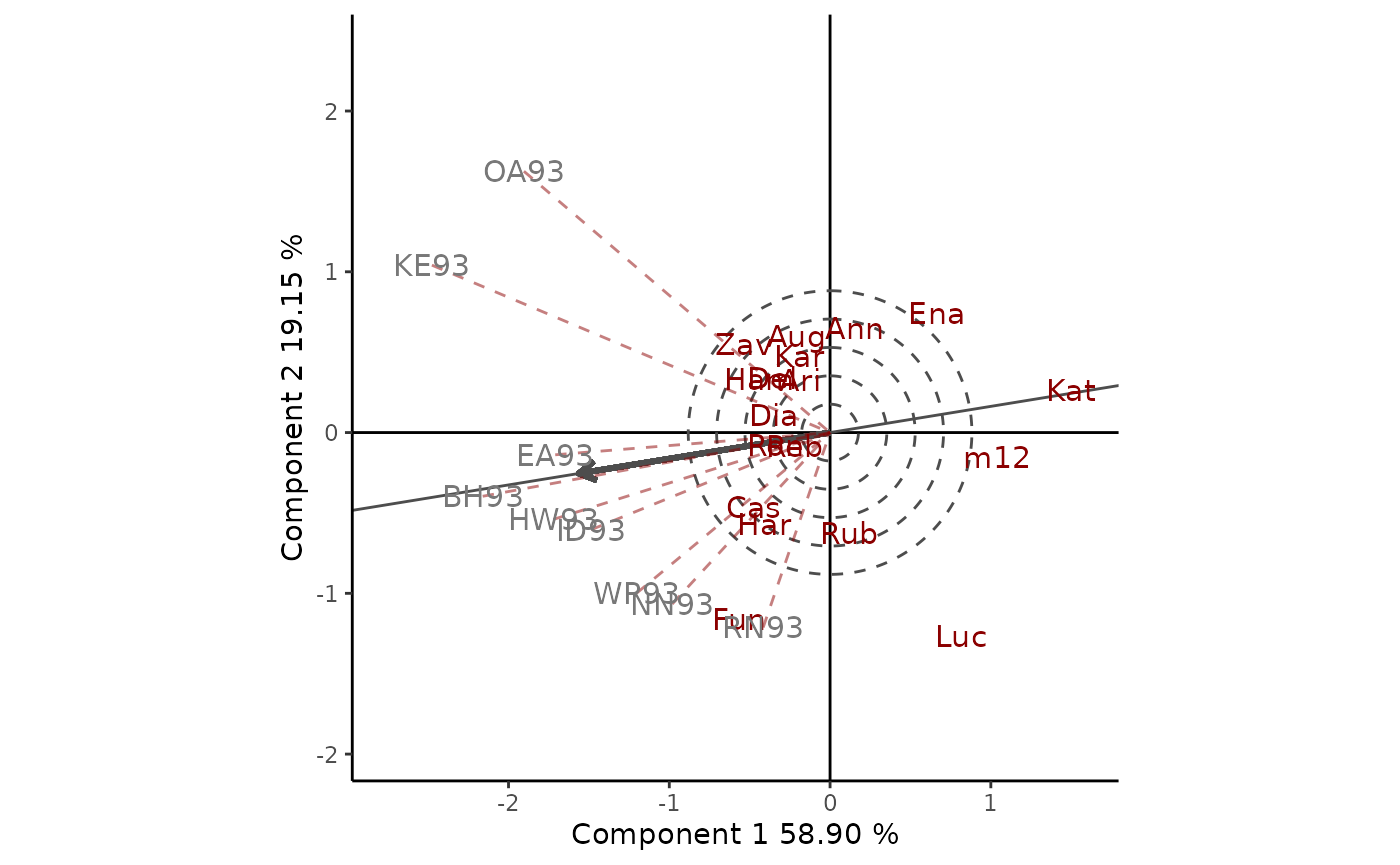 2
OA93
KE93
1
Ena
Ann
Aug
Zav
Kar
Ham
Del
Ari
Kat
Dia
0
Reb
EA93
m12
BH93
Cas
HW93
Har
ID93
Rub
WP93
-1
NN93
Fun
RN93
Luc
-2
-2 -1 0 1
Component 1 58.90 %
Component 2 19.15 %